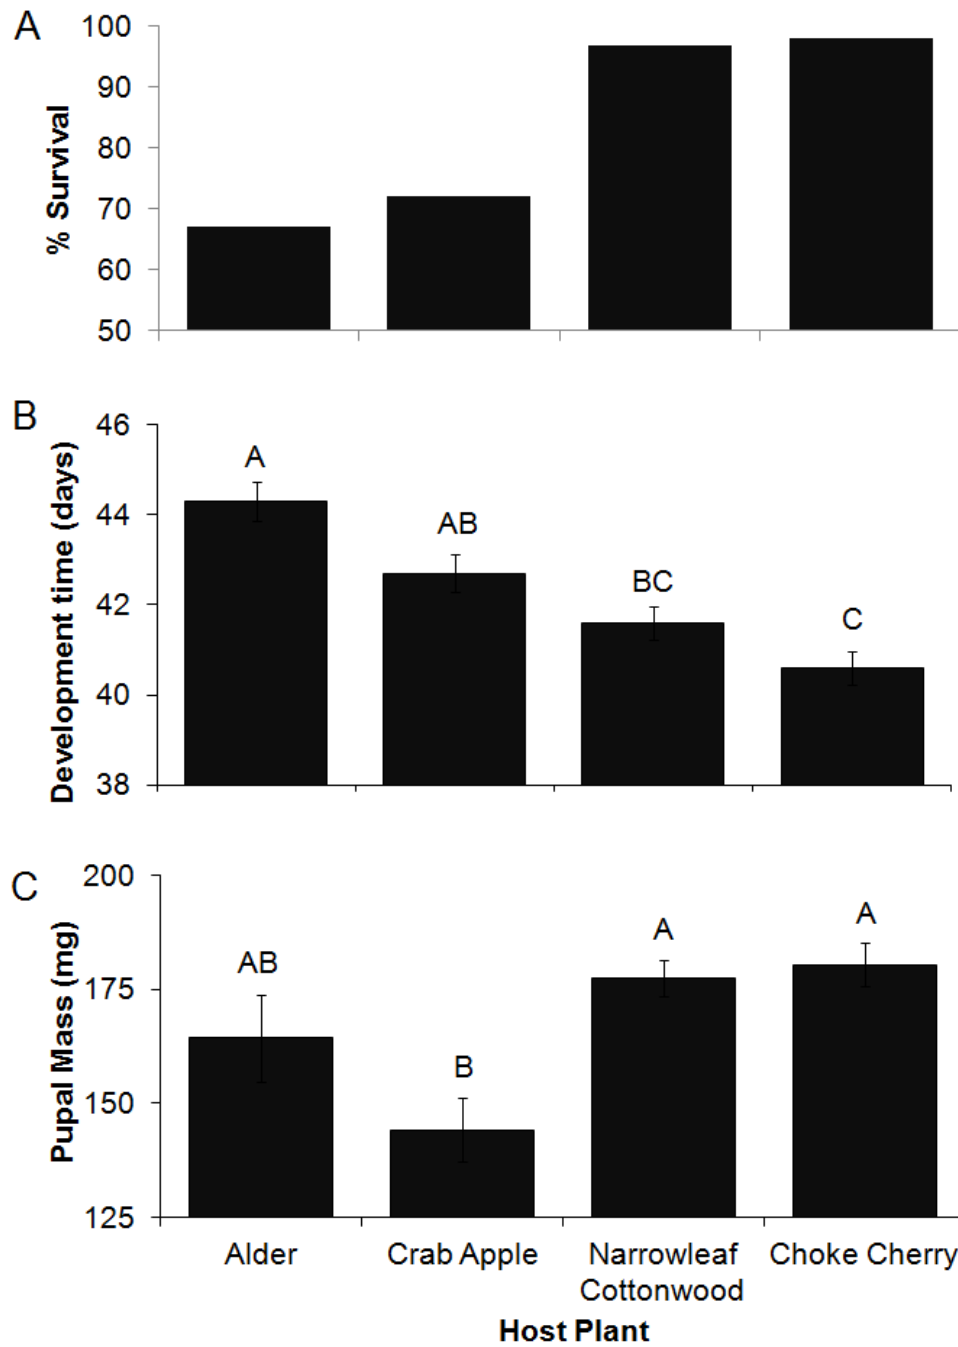 A
% Survival
100
90
80
70
60
50
B
Development time (days)
46
44
42
40
38
A
AB
BC
C
C
Pupal Mass (mg)
200
175
150
125
AB
B
A
A
Alder
Crab Apple
Narrowleaf
Cottonwood
Choke Cherry
Host Plant